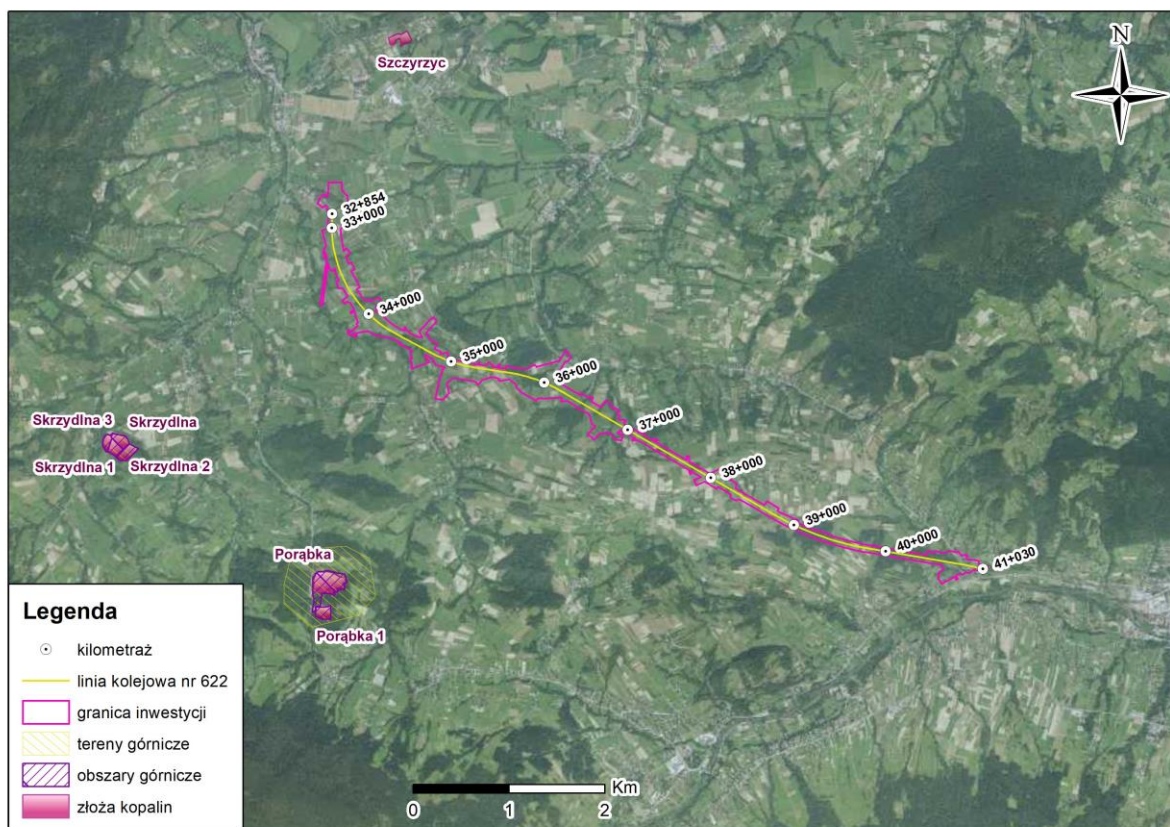 Szczyrzyc
N
32+854
33+000
34+000
35+000
36+000
37+000
38+000
39+000
40+000
41+030
Skrzydlna 3 Skrzydlna
Skrzydlna 1 Skrzydlna 2
Porąbka
Porąbka 1
Legenda
kilometraż
linia kolejowa nr 622
granica inwestycji
tereny górnicze
obszary górnicze
złoża kopalin
Km
0 1 2